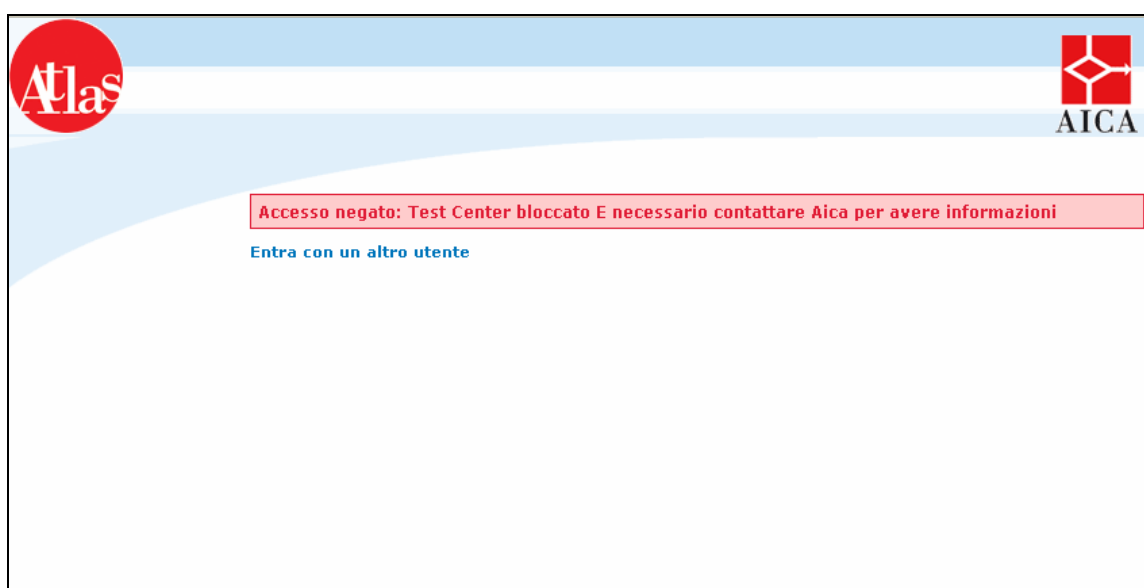 Atlas
AICA
Accesso negato: Test Center bloccato E necessario contattare Aica per avere informazioni
Entra con un altro utente